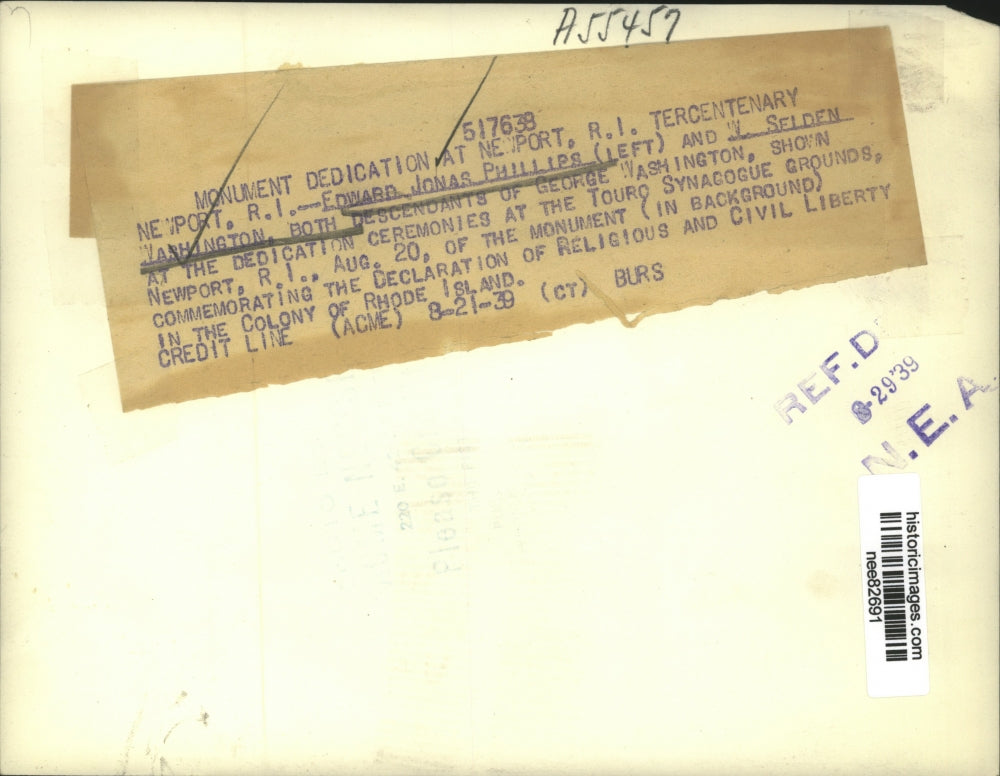 A55457
517638
MONUMENT DEDICATION AT NEWPORT, R.I. TERCENTENARY
NEWPORT, R.I.--EDWARD JONAS PHILLIPS (LEFT) AND W. SELDEN
WASHINGTON, BOTH DESCENDANTS OF GEORGE WASHINGTON, SHOWN
AT THE DEDICATION CEREMONIES AT THE TOURO SYNAGOGUE GROUNDS,
NEWPORT, R.I., AUG. 20, OF THE MONUMENT (IN BACKGROUND)
COMMEMORATING THE DECLARATION OF RELIGIOUS AND CIVIL LIBERTY
IN THE COLONY OF RHODE ISLAND.
CREDIT LINE (ACME) 8-21-39 (CT) BURS
REF. D
8-29'39
N.E.A.
historicimages.com
nee82691
220 E.